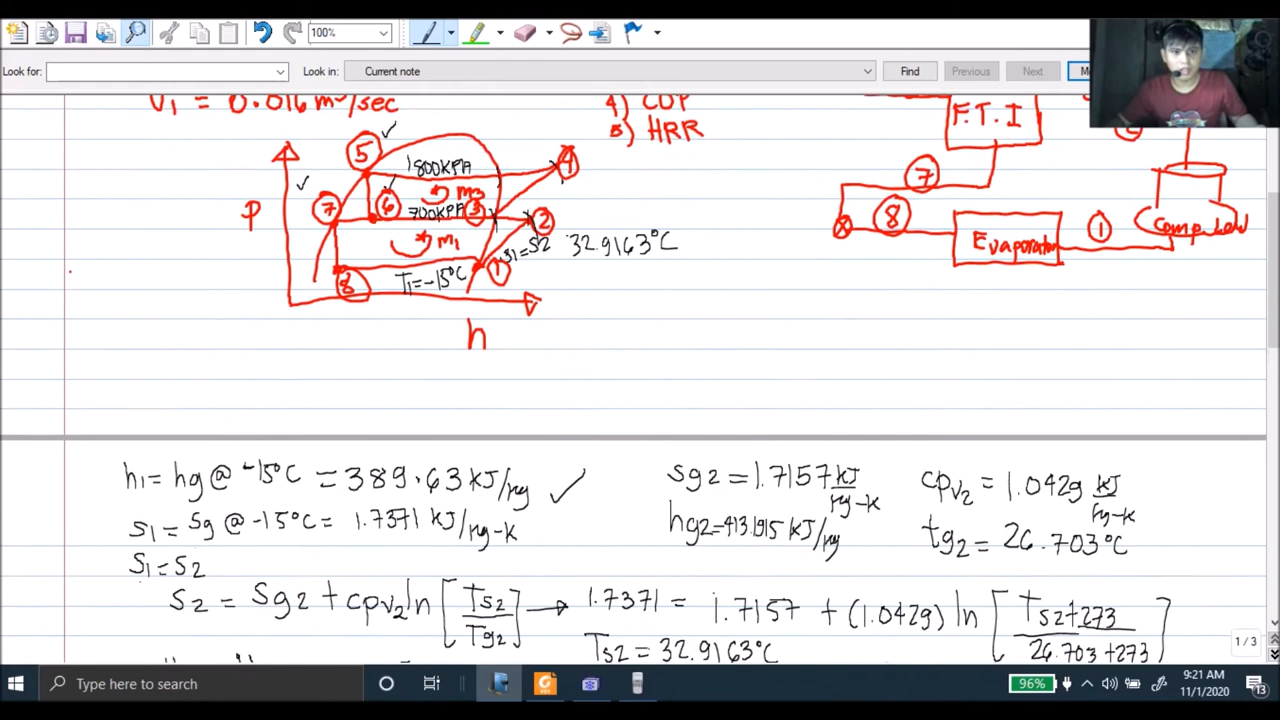 100%
Look for:
Look in:
Current note
Find
Previous
Next
V1 = 0.016 m³/sec
4) COP
5) HRR
F.T.I
5
1800KPA
4
7
P
7
6
m3
700KPA
3
2
m1
S1=S2
32.9163°C
8
T1=-15°C
1
h
8
Evaporator
1
h1 = hg @ -15°C = 389.63 KJ/kg
S1 = Sg @ -15°C = 1.7371 KJ/kg-K
S1=S2
S2 = Sg2 + cpv2 ln [Ts2/Tg2] → 1.7371 = 1.7157 + (1.0429) ln [Ts2+273 / 26.703+273]
Ts2 = 32.9163°C
Sg2 = 1.7157 KJ/kg-K
hg2=413.1915 KJ/kg
cpv2 = 1.0429 KJ/kg-K
tg2 = 26.703°C
1/3
Type here to search
96%
9:21 AM
11/1/2020
13